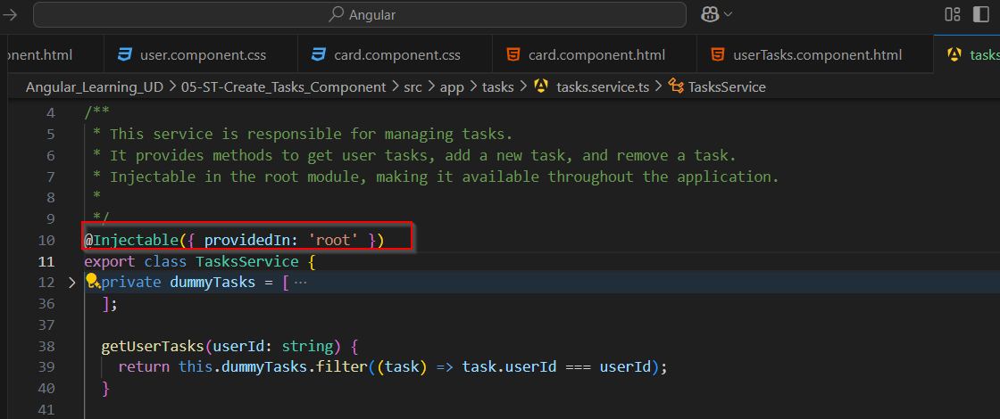 Angular
onent.html user.component.css card.component.css card.component.html userTasks.component.html tasks
Angular_Learning_UD > 05-ST-Create_Tasks_Component > src > app > tasks > tasks.service.ts > TasksService
4 /**
5 * This service is responsible for managing tasks.
6 * It provides methods to get user tasks, add a new task, and remove a task.
7 * Injectable in the root module, making it available throughout the application.
8 *
9 */
10 @Injectable({ providedIn: 'root' })
11 export class TasksService {
12 > private dummyTasks = [ ···
36 ];
37
38 getUserTasks(userId: string) {
39 return this.dummyTasks.filter((task) => task.userId === userId);
40 }
41